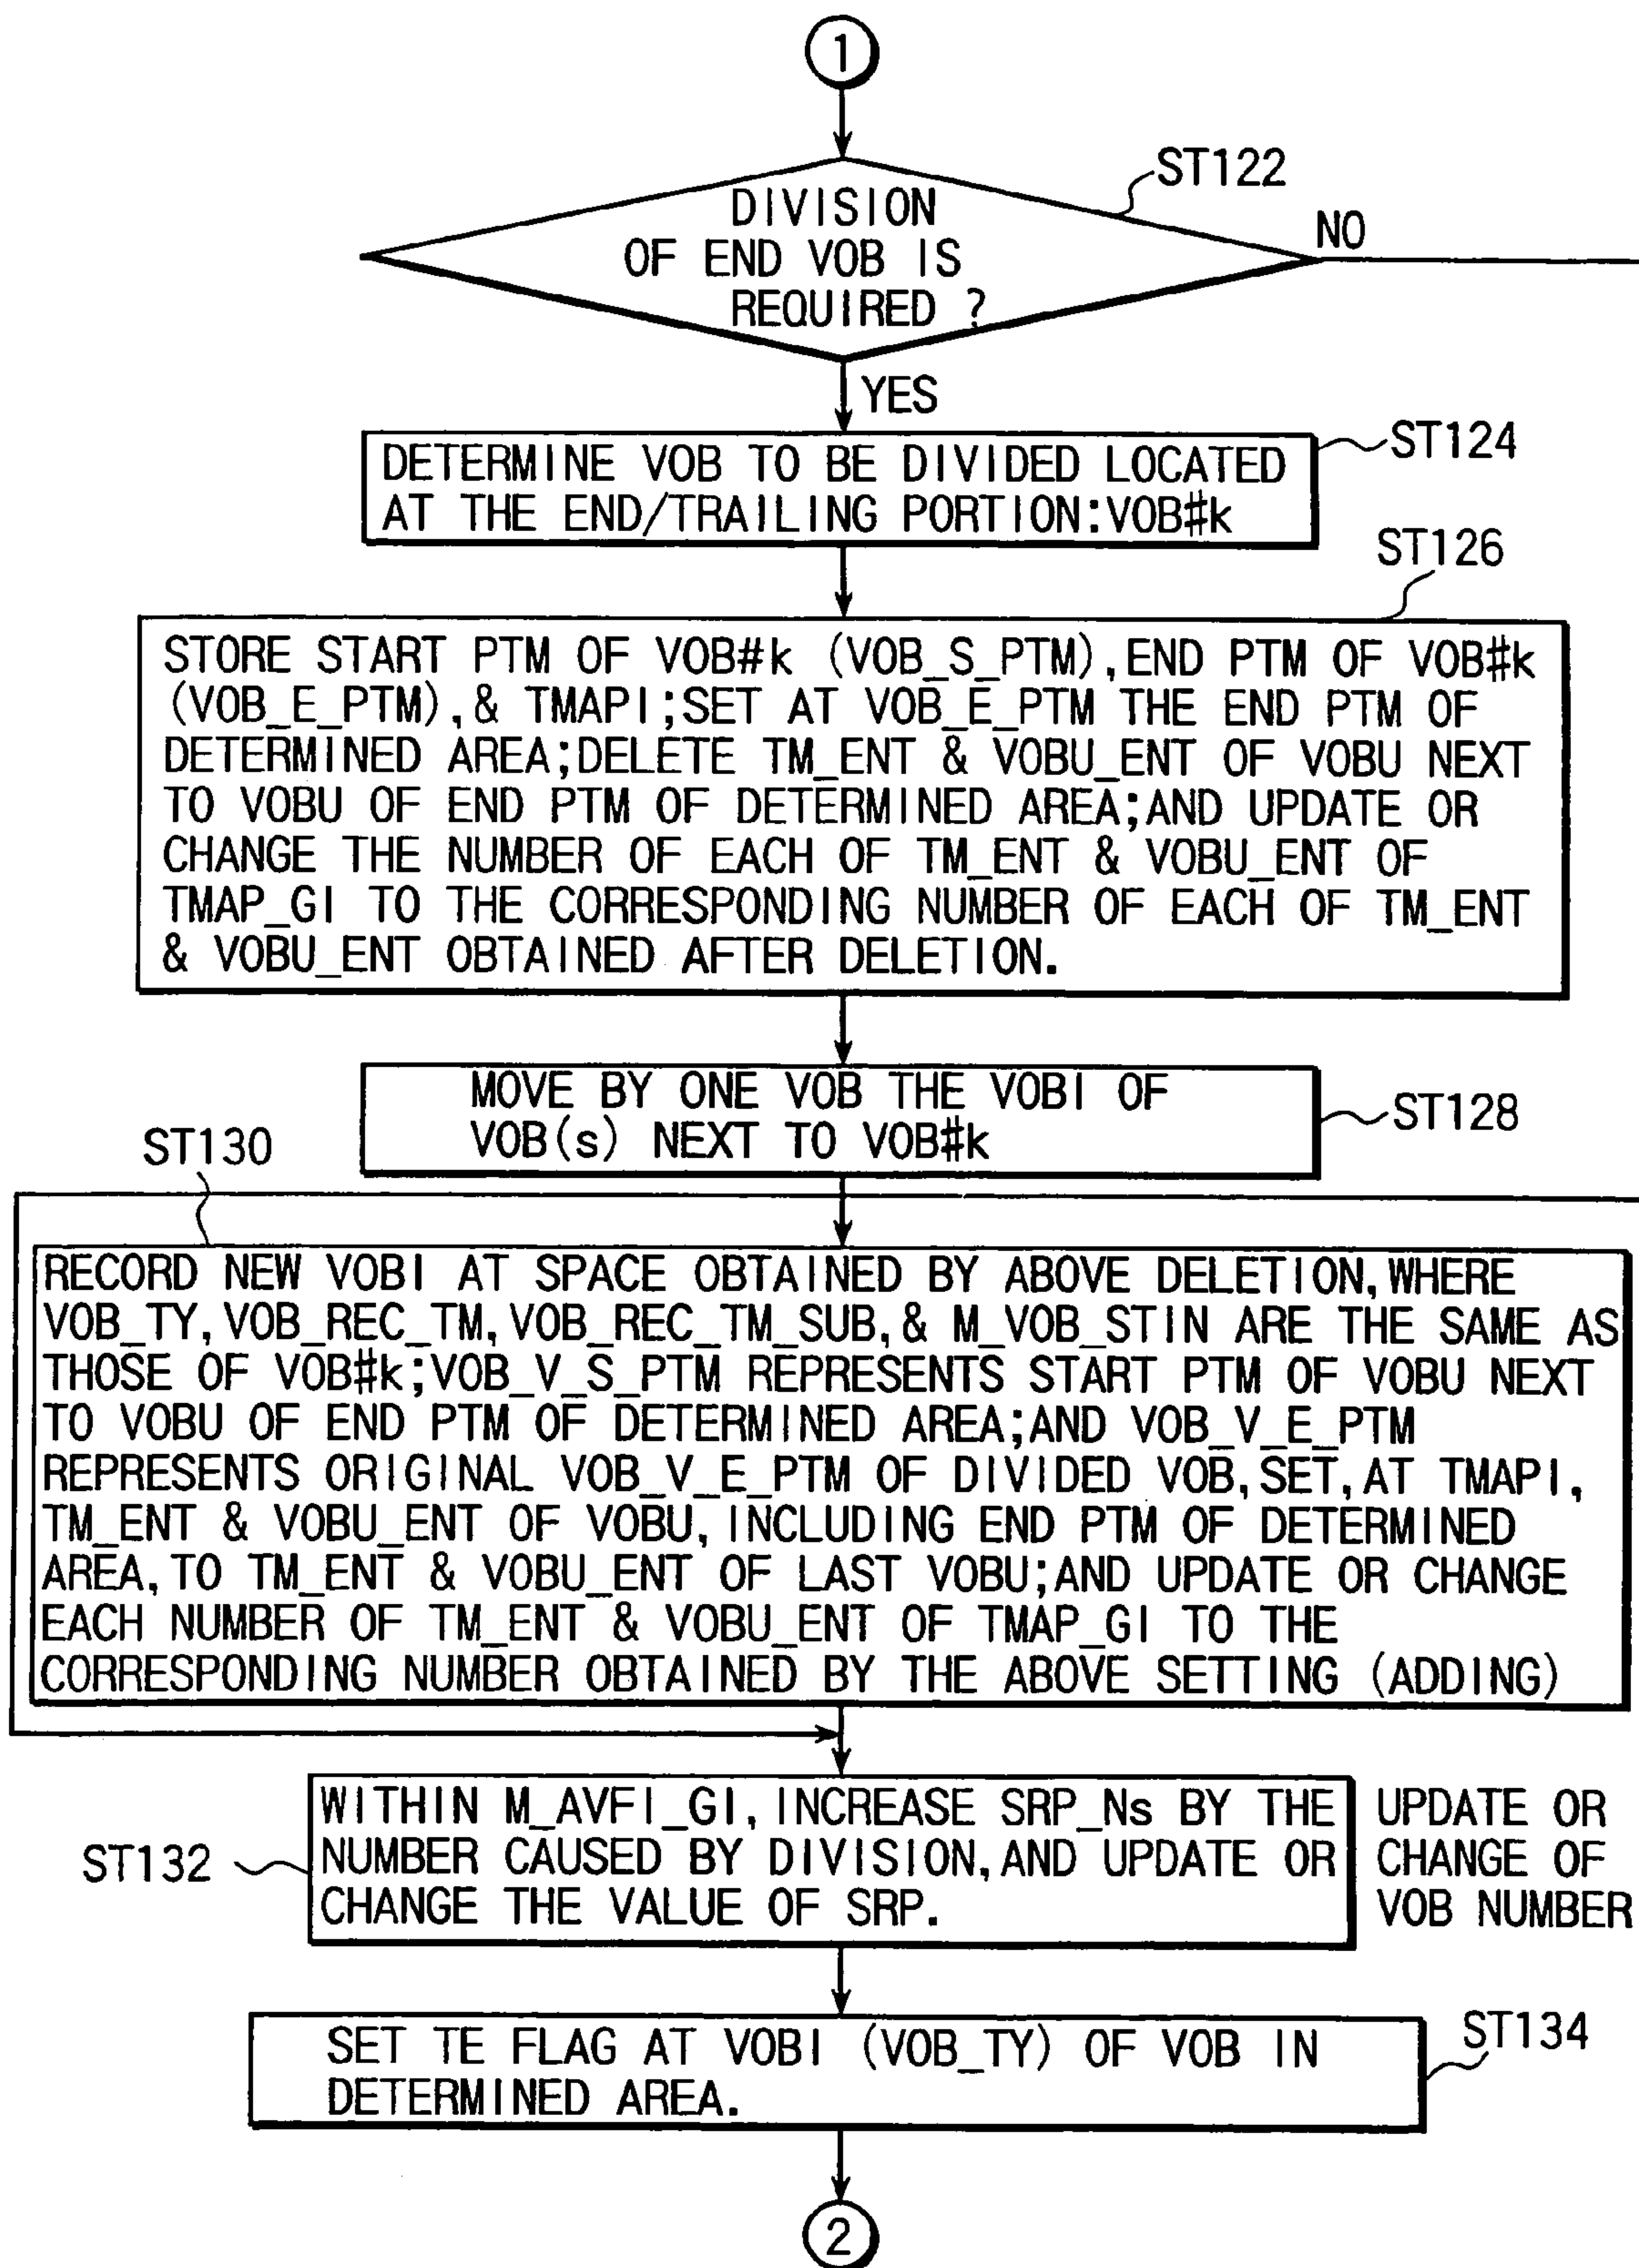 1
ST122
DIVISION
OF END VOB IS
REQUIRED ?
NO
YES
ST124
DETERMINE VOB TO BE DIVIDED LOCATED
AT THE END/TRAILING PORTION:VOB#k
ST126
STORE START PTM OF VOB#k (VOB_S_PTM),END PTM OF VOB#k
(VOB_E_PTM),& TMAPI;SET AT VOB_E_PTM THE END PTM OF
DETERMINED AREA;DELETE TM_ENT & VOBU_ENT OF VOBU NEXT
TO VOBU OF END PTM OF DETERMINED AREA;AND UPDATE OR
CHANGE THE NUMBER OF EACH OF TM_ENT & VOBU_ENT OF
TMAP_GI TO THE CORRESPONDING NUMBER OF EACH OF TM_ENT
& VOBU_ENT OBTAINED AFTER DELETION.
MOVE BY ONE VOB THE VOBI OF
VOB(s) NEXT TO VOB#k
ST128
ST130
RECORD NEW VOBI AT SPACE OBTAINED BY ABOVE DELETION,WHERE
VOB_TY,VOB_REC_TM,VOB_REC_TM_SUB,& M_VOB_STIN ARE THE SAME AS
THOSE OF VOB#k;VOB_V_S_PTM REPRESENTS START PTM OF VOBU NEXT
TO VOBU OF END PTM OF DETERMINED AREA;AND VOB_V_E_PTM
REPRESENTS ORIGINAL VOB_V_E_PTM OF DIVIDED VOB,SET,AT TMAPI,
TM_ENT & VOBU_ENT OF VOBU,INCLUDING END PTM OF DETERMINED
AREA,TO TM_ENT & VOBU_ENT OF LAST VOBU;AND UPDATE OR CHANGE
EACH NUMBER OF TM_ENT & VOBU_ENT OF TMAP_GI TO THE
CORRESPONDING NUMBER OBTAINED BY THE ABOVE SETTING (ADDING)
ST132
WITHIN M_AVFI_GI,INCREASE SRP_Ns BY THE
NUMBER CAUSED BY DIVISION,AND UPDATE OR
CHANGE THE VALUE OF SRP.
UPDATE OR
CHANGE OF
VOB NUMBER
SET TE FLAG AT VOBI (VOB_TY) OF VOB IN
DETERMINED AREA.
ST134
2